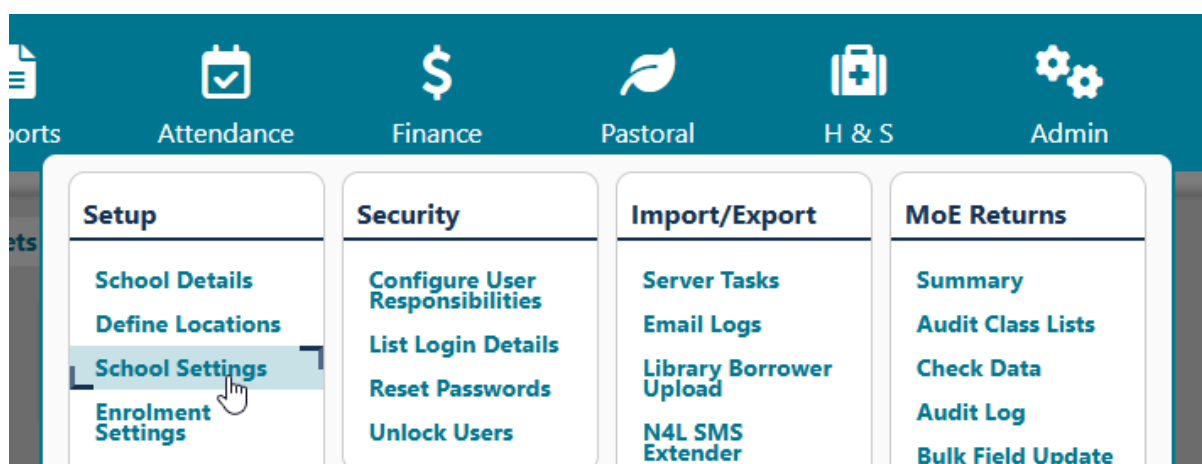 ports
Attendance
Finance
Pastoral
H & S
Admin
ets
Setup
School Details
Define Locations
School Settings
Enrolment
Settings
Security
Configure User
Responsibilities
List Login Details
Reset Passwords
Unlock Users
Import/Export
Server Tasks
Email Logs
Library Borrower
Upload
N4L SMS
Extender
MoE Returns
Summary
Audit Class Lists
Check Data
Audit Log
Bulk Field Update